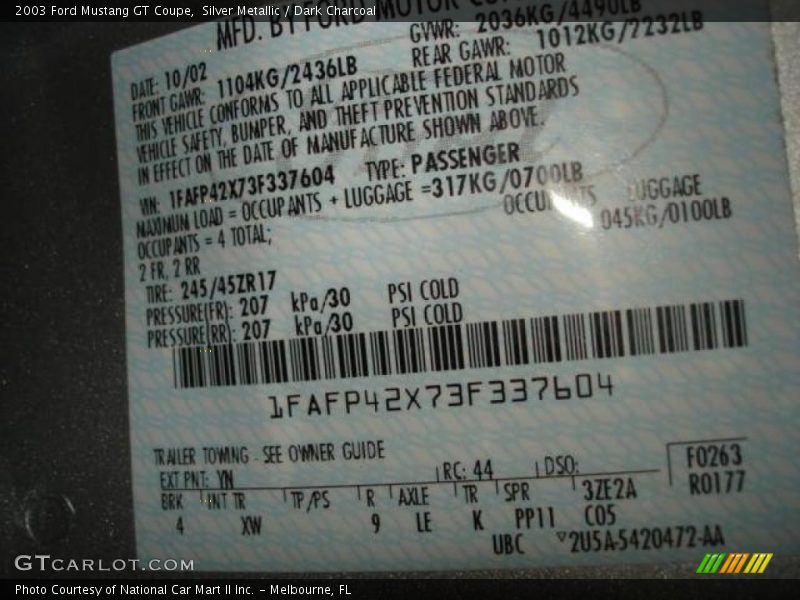 2003 Ford Mustang GT Coupe, Silver Metallic / Dark Charcoal
MFD. BY FORD MOTOR
DATE: 10/02 GVWR: 2036KG/4490LB
FRONT GAWR: 1104KG/2436LB REAR GAWR: 1012KG/2232LB
THIS VEHICLE CONFORMS TO ALL APPLICABLE FEDERAL MOTOR
VEHICLE SAFETY, BUMPER, AND THEFT PREVENTION STANDARDS
IN EFFECT ON THE DATE OF MANUFACTURE SHOWN ABOVE.
VIN: 1FAFP42X73F337604 TYPE: PASSENGER
MAXIMUM LOAD = OCCUPANTS + LUGGAGE =317KG/0700LB
OCCUPANTS = 4 TOTAL; OCCUPANTS LUGGAGE
2 FR, 2 RR 045KG/0100LB
TIRE: 245/45ZR17
PRESSURE(FR): 207 kPa/30 PSI COLD
PRESSURE(RR): 207 kPa/30 PSI COLD
1FAFP42X73F337604
TRAILER TOWING - SEE OWNER GUIDE
EXT PNT: YN RC: 44 DSO: F0263
BRK INT TR TP/PS R AXLE TR SPR 3ZE2A R0177
4 XW 9 LE K PP11 C05
UBC ▽2U5A-5420472-AA
GTCARLOT.COM
Photo Courtesy of National Car Mart II Inc. - Melbourne, FL